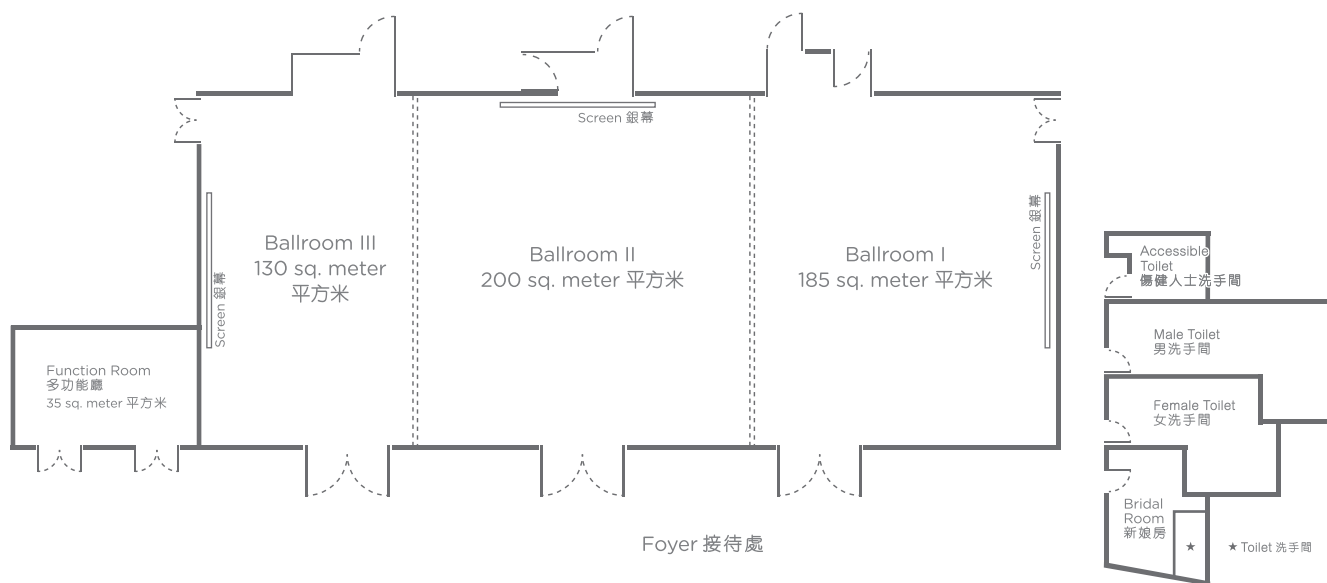 Screen 銀幕
Ballroom III
130 sq. meter
平方米
Screen 銀幕
Ballroom II
200 sq. meter 平方米
Ballroom I
185 sq. meter 平方米
Screen 銀幕
Function Room
多功能廳
35 sq. meter 平方米
Accessible
Toilet
傷健人士洗手間
Male Toilet
男洗手間
Female Toilet
女洗手間
Bridal
Room
新娘房
★
★ Toilet 洗手間
Foyer 接待處